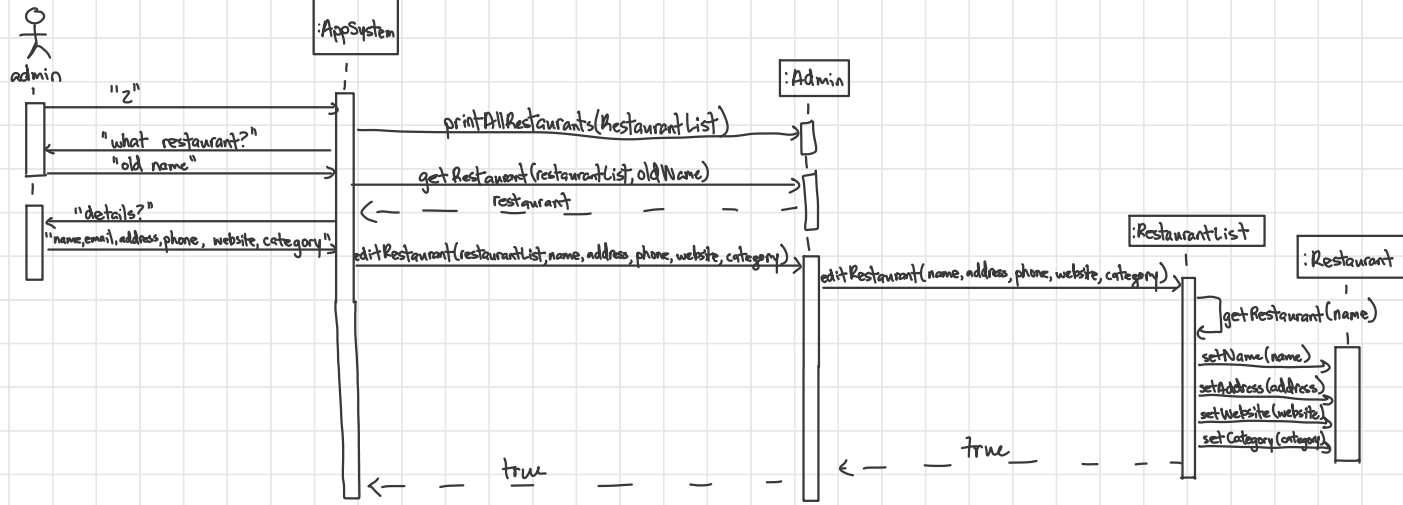 :AppSystem
admin
:Admin
"2"
printAllRestaurants(RestaurantList)
"what restaurant?"
"old name"
getRestaurant(restaurantList, oldName)
restaurant
"details?"
"name, email, address, phone, website, category"
editRestaurant(restaurantList, name, address, phone, website, category)
:RestaurantList
:Restaurant
editRestaurant(name, address, phone, website, category)
getRestaurant(name)
setName(name)
setAddress(address)
setWebsite(website)
setCategory(category)
true
true